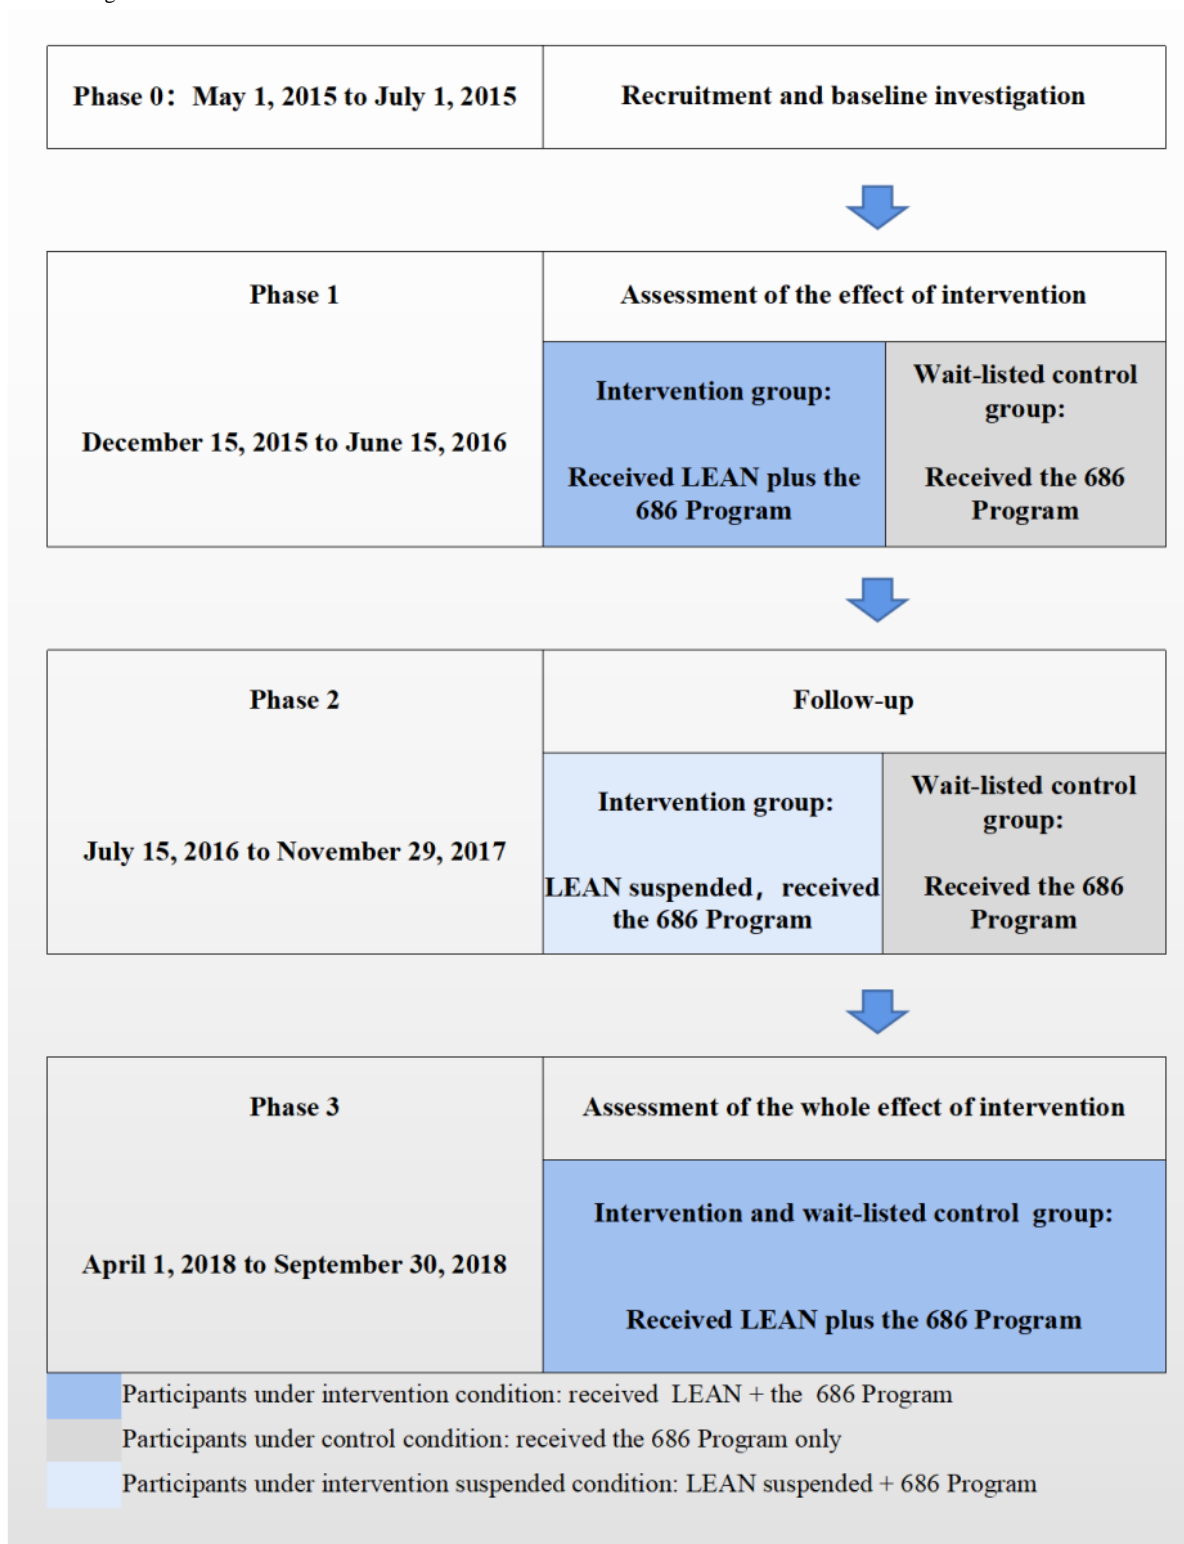 Phase 0：May 1, 2015 to July 1, 2015
Recruitment and baseline investigation
Phase 1
December 15, 2015 to June 15, 2016
Assessment of the effect of intervention
Intervention group:
Received LEAN plus the
686 Program
Wait-listed control
group:
Received the 686
Program
Phase 2
July 15, 2016 to November 29, 2017
Follow-up
Intervention group:
LEAN suspended，received
the 686 Program
Wait-listed control
group:
Received the 686
Program
Phase 3
April 1, 2018 to September 30, 2018
Assessment of the whole effect of intervention
Intervention and wait-listed control group:
Received LEAN plus the 686 Program
Participants under intervention condition: received LEAN + the 686 Program
Participants under control condition: received the 686 Program only
Participants under intervention suspended condition: LEAN suspended + 686 Program